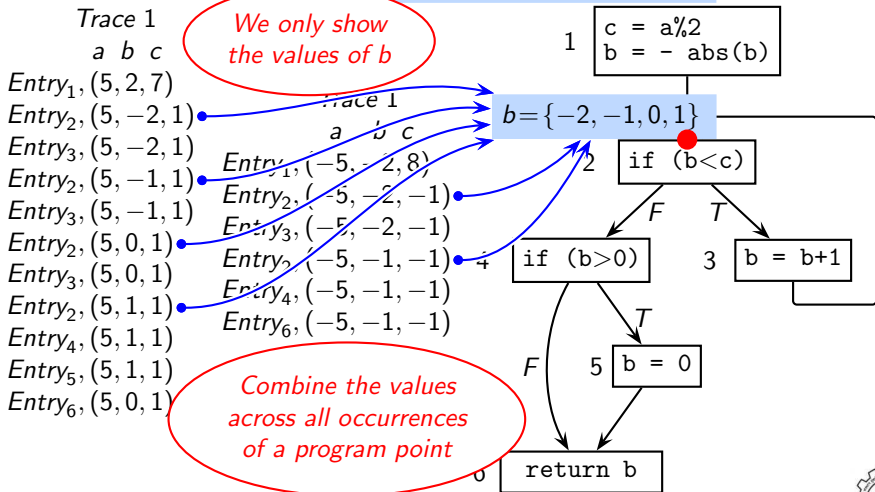 Trace 1
a b c
Entry1, (5, 2, 7)
Entry2, (5, −2, 1)
Entry3, (5, −2, 1)
Entry2, (5, −1, 1)
Entry3, (5, −1, 1)
Entry2, (5, 0, 1)
Entry3, (5, 0, 1)
Entry2, (5, 1, 1)
Entry4, (5, 1, 1)
Entry5, (5, 1, 1)
Entry6, (5, 0, 1)
We only show
the values of b
Trace 1
a b c
Entry1, (−5, −2, 8)
Entry2, (−5, −2, −1)
Entry3, (−5, −2, −1)
Entry2, (−5, −1, −1)
Entry4, (−5, −1, −1)
Entry6, (−5, −1, −1)
Combine the values
across all occurrences
of a program point
1
c = a%2
b = - abs(b)
b={−2, −1, 0, 1}
2
if (b<c)
F
T
4
if (b>0)
3
b = b+1
T
F
5
b = 0
6
return b